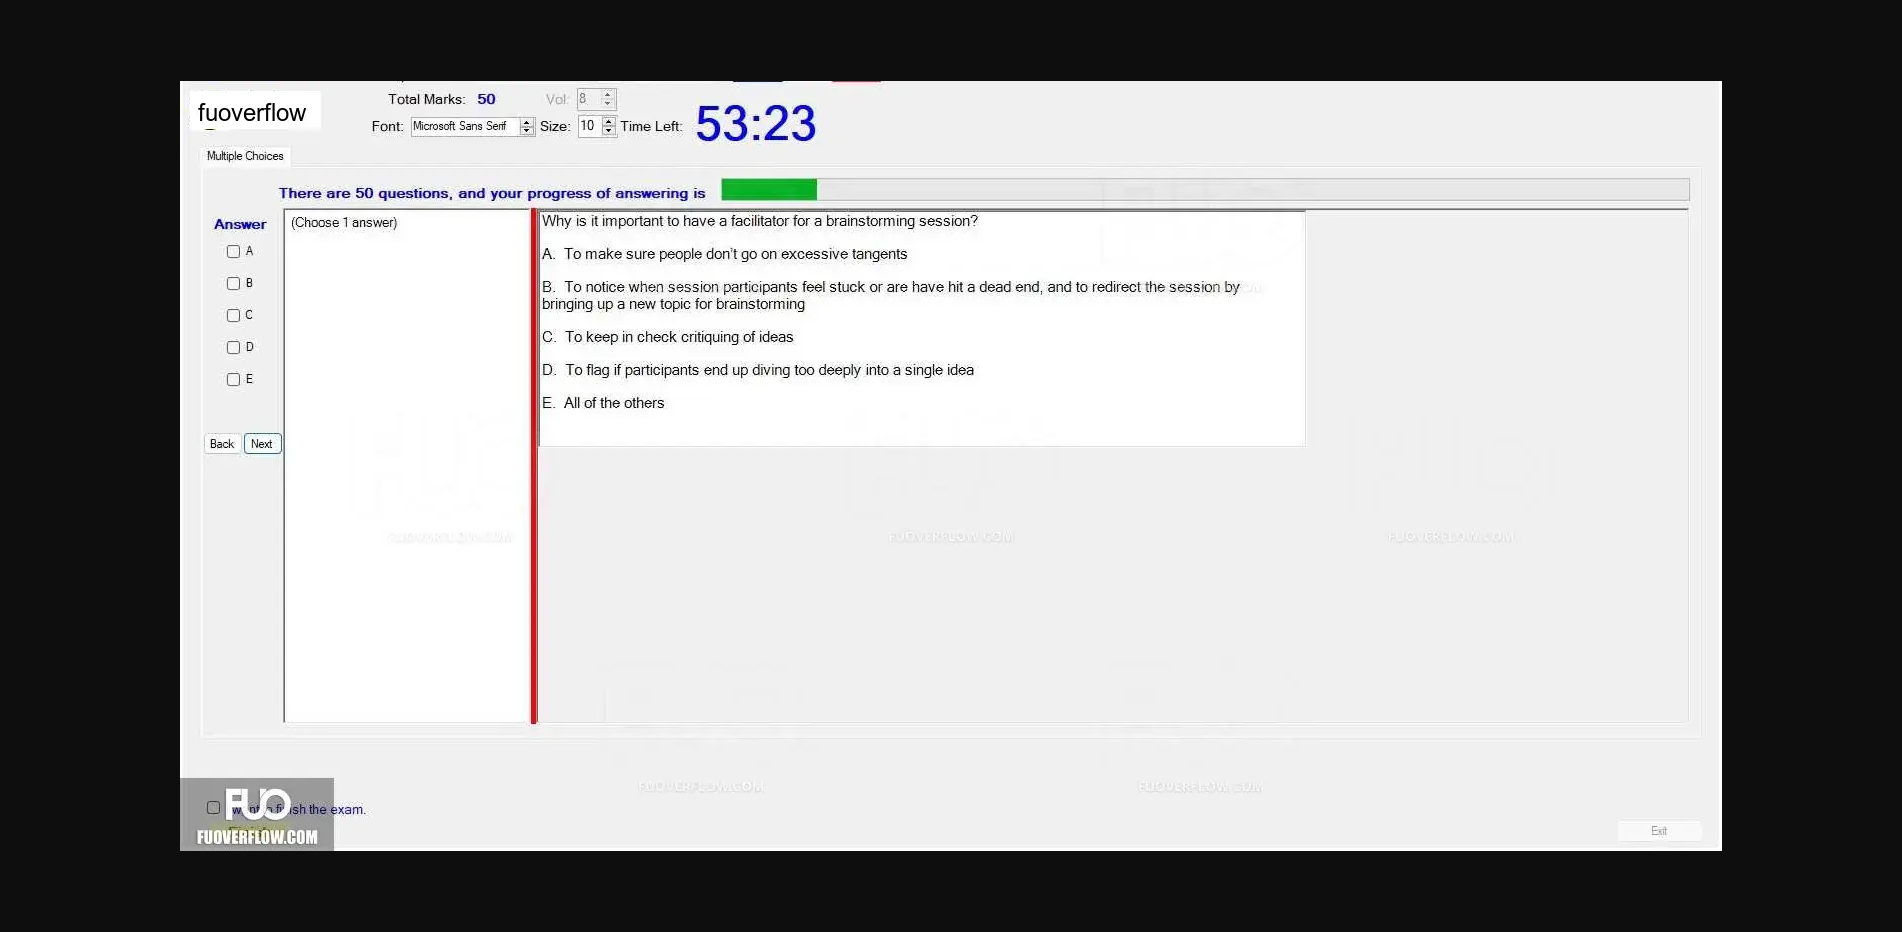 fuoverflow
Total Marks: 50
Vol: 8
Font: Microsoft Sans Serif Size: 10 Time Left: 53:23
Multiple Choices
There are 50 questions, and your progress of answering is
Answer
(Choose 1 answer)
A
B
C
D
E
Back Next
Why is it important to have a facilitator for a brainstorming session?
A. To make sure people don't go on excessive tangents
B. To notice when session participants feel stuck or are have hit a dead end, and to redirect the session by
bringing up a new topic for brainstorming
C. To keep in check critiquing of ideas
D. To flag if participants end up diving too deeply into a single idea
E. All of the others
FUOVERFLOW.COM FUOVERFLOW.COM FUOVERFLOW.COM
FUOVERFLOW.COM FUOVERFLOW.COM
FUO
the exam.
FUOVERFLOW.COM
Exit